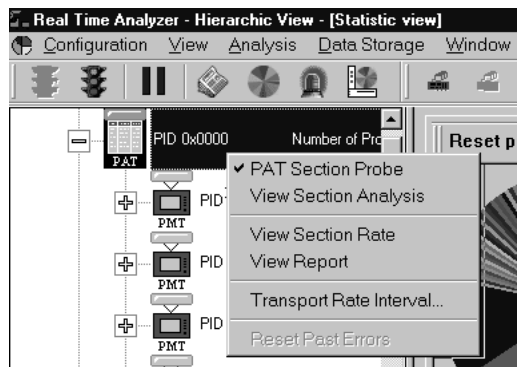 Real Time Analyzer - Hierarchic View - [Statistic view]
Configuration View Analysis Data Storage Window
PID 0x0000 Number of Pro
Reset p
PAT
PAT Section Probe
View Section Analysis
PID
PMT
View Section Rate
PID
View Report
PMT
Transport Rate Interval...
PID
Reset Past Errors
PMT